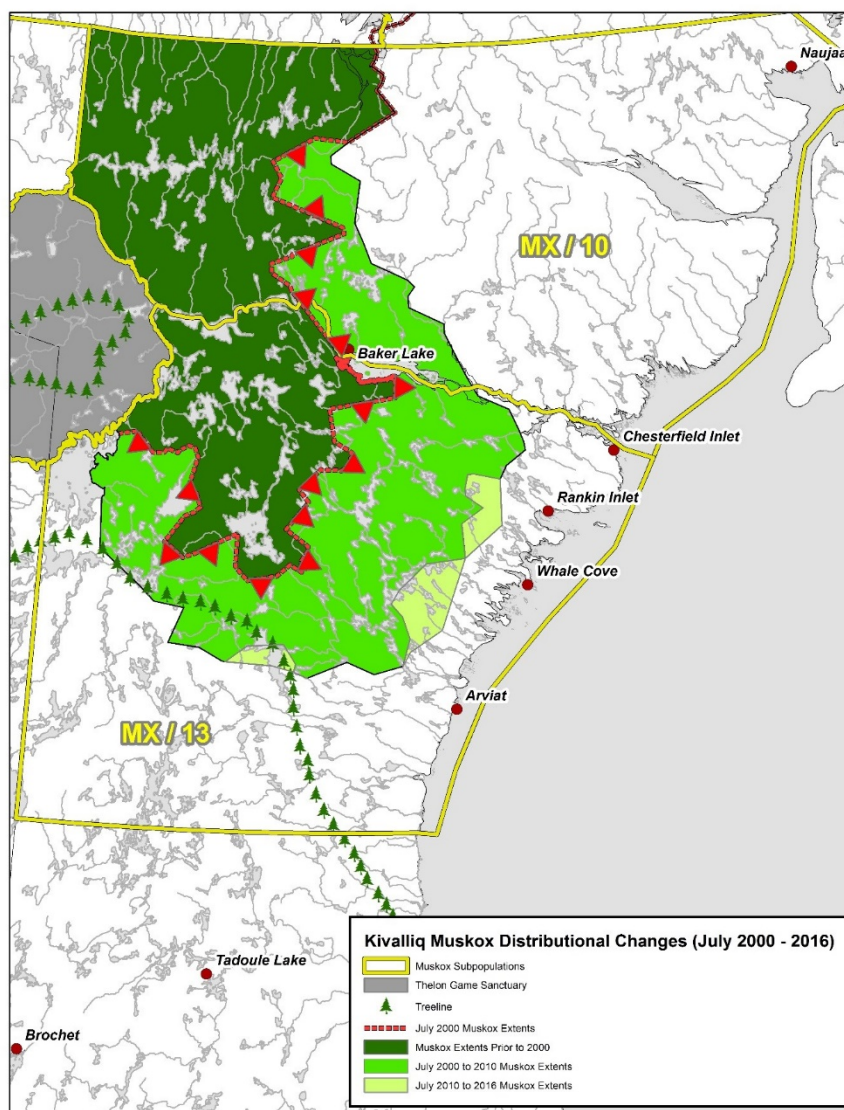 Naujaa
MX / 10
Baker Lake
Chesterfield Inlet
Rankin Inlet
Whale Cove
Arviat
MX / 13
Tadoule Lake
Brochet
Kivalliq Muskox Distributional Changes (July 2000 - 2016)
Muskox Subpopulations
Thelon Game Sanctuary
Treeline
July 2000 Muskox Extents
Muskox Extents Prior to 2000
July 2000 to 2010 Muskox Extents
July 2010 to 2016 Muskox Extents